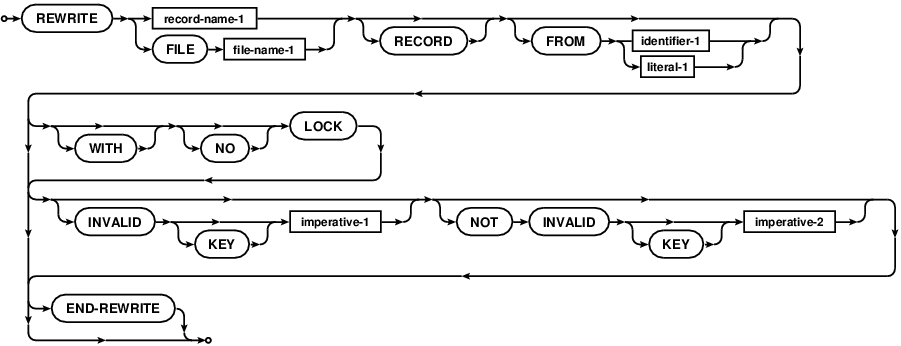 REWRITE record-name-1
FILE file-name-1 RECORD FROM identifier-1
literal-1
WITH NO LOCK
INVALID KEY imperative-1 NOT INVALID KEY imperative-2
END-REWRITE